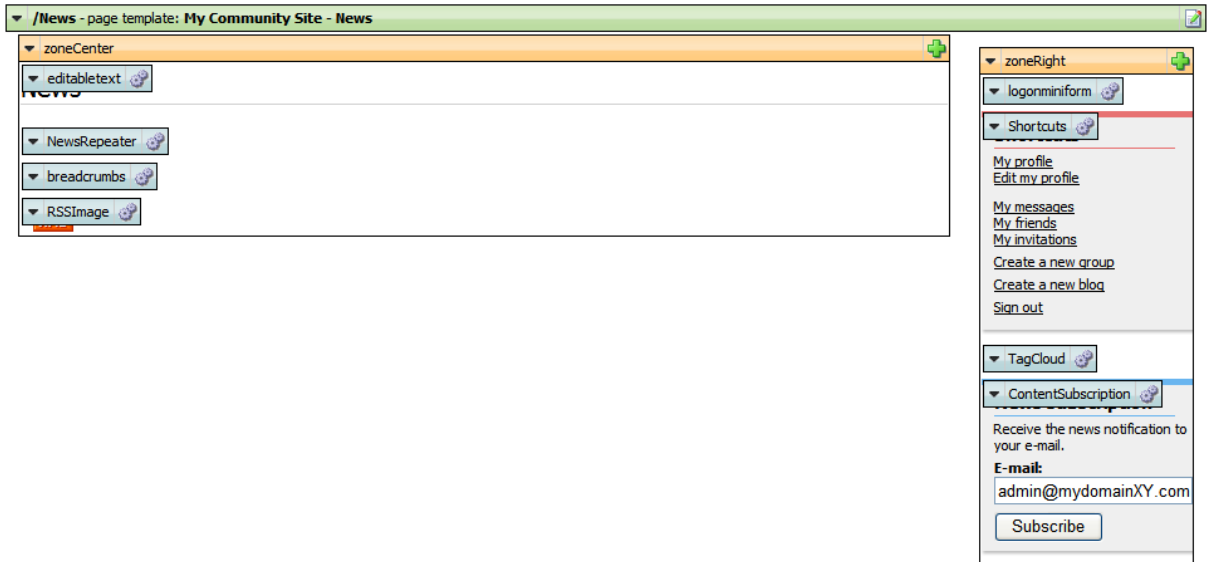 /News - page template: My Community Site - News
zoneCenter
editabletext
News
NewsRepeater
breadcrumbs
RSSImage
zoneRight
logonminiform
Shortcuts
My profile
Edit my profile
My messages
My friends
My invitations
Create a new group
Create a new blog
Sign out
TagCloud
ContentSubscription
Receive the news notification to
your e-mail.
E-mail:
admin@mydomainXY.com
Subscribe